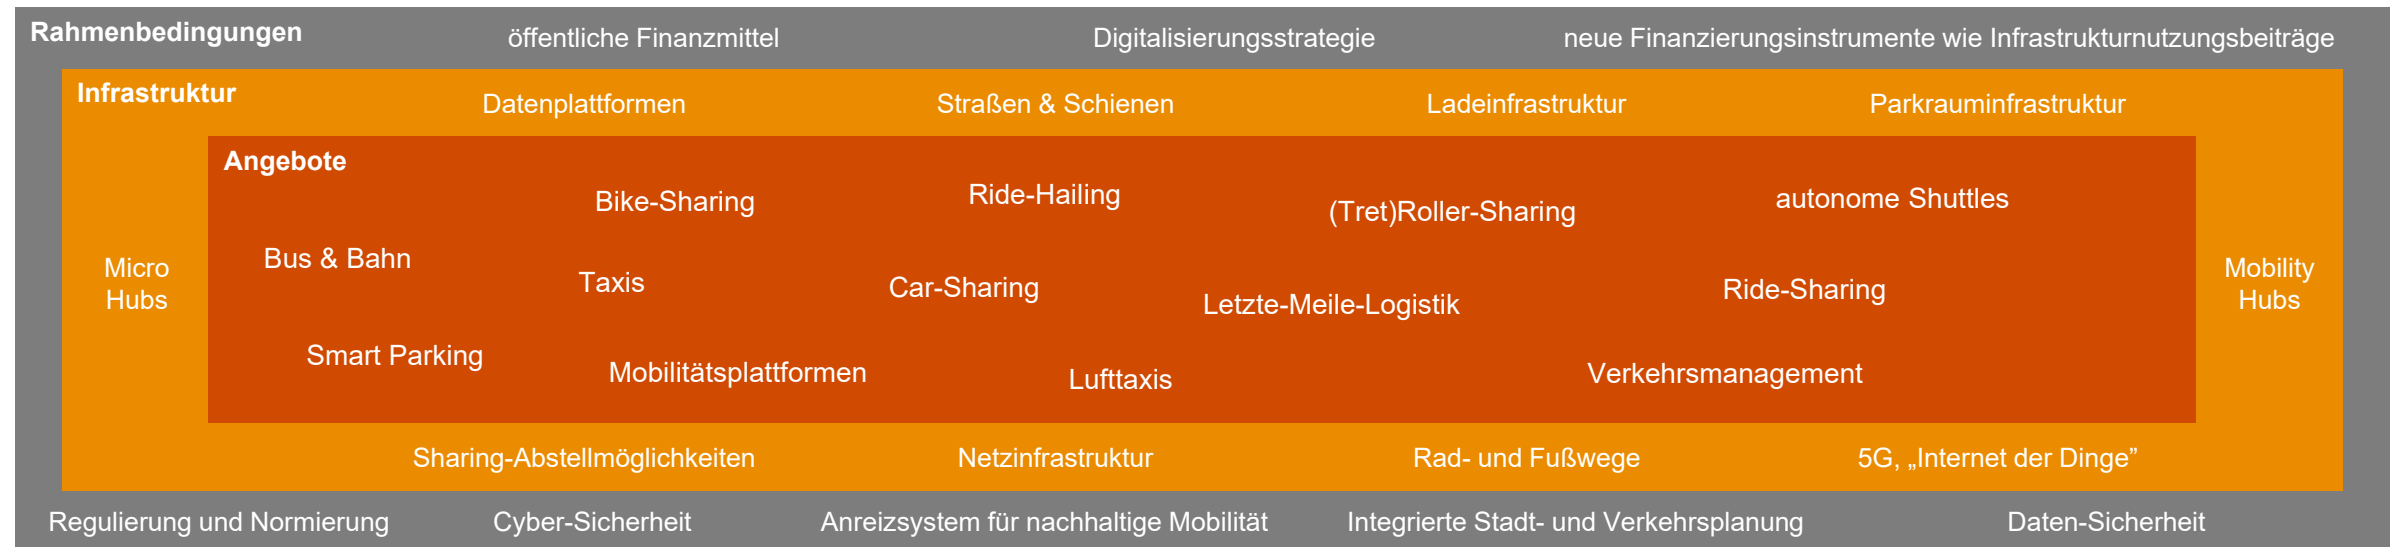 Rahmenbedingungen
öffentliche Finanzmittel
Digitalisierungsstrategie
neue Finanzierungsinstrumente wie Infrastrukturnutzungsbeiträge
Infrastruktur
Datenplattformen
Straßen & Schienen
Ladeinfrastruktur
Parkrauminfrastruktur
Micro
Hubs
Angebote
Bike-Sharing
Ride-Hailing
(Tret)Roller-Sharing
autonome Shuttles
Bus & Bahn
Taxis
Car-Sharing
Letzte-Meile-Logistik
Ride-Sharing
Smart Parking
Mobilitätsplattformen
Lufttaxis
Verkehrsmanagement
Mobility
Hubs
Sharing-Abstellmöglichkeiten
Netzinfrastruktur
Rad- und Fußwege
5G, „Internet der Dinge”
Regulierung und Normierung
Cyber-Sicherheit
Anreizsystem für nachhaltige Mobilität
Integrierte Stadt- und Verkehrsplanung
Daten-Sicherheit